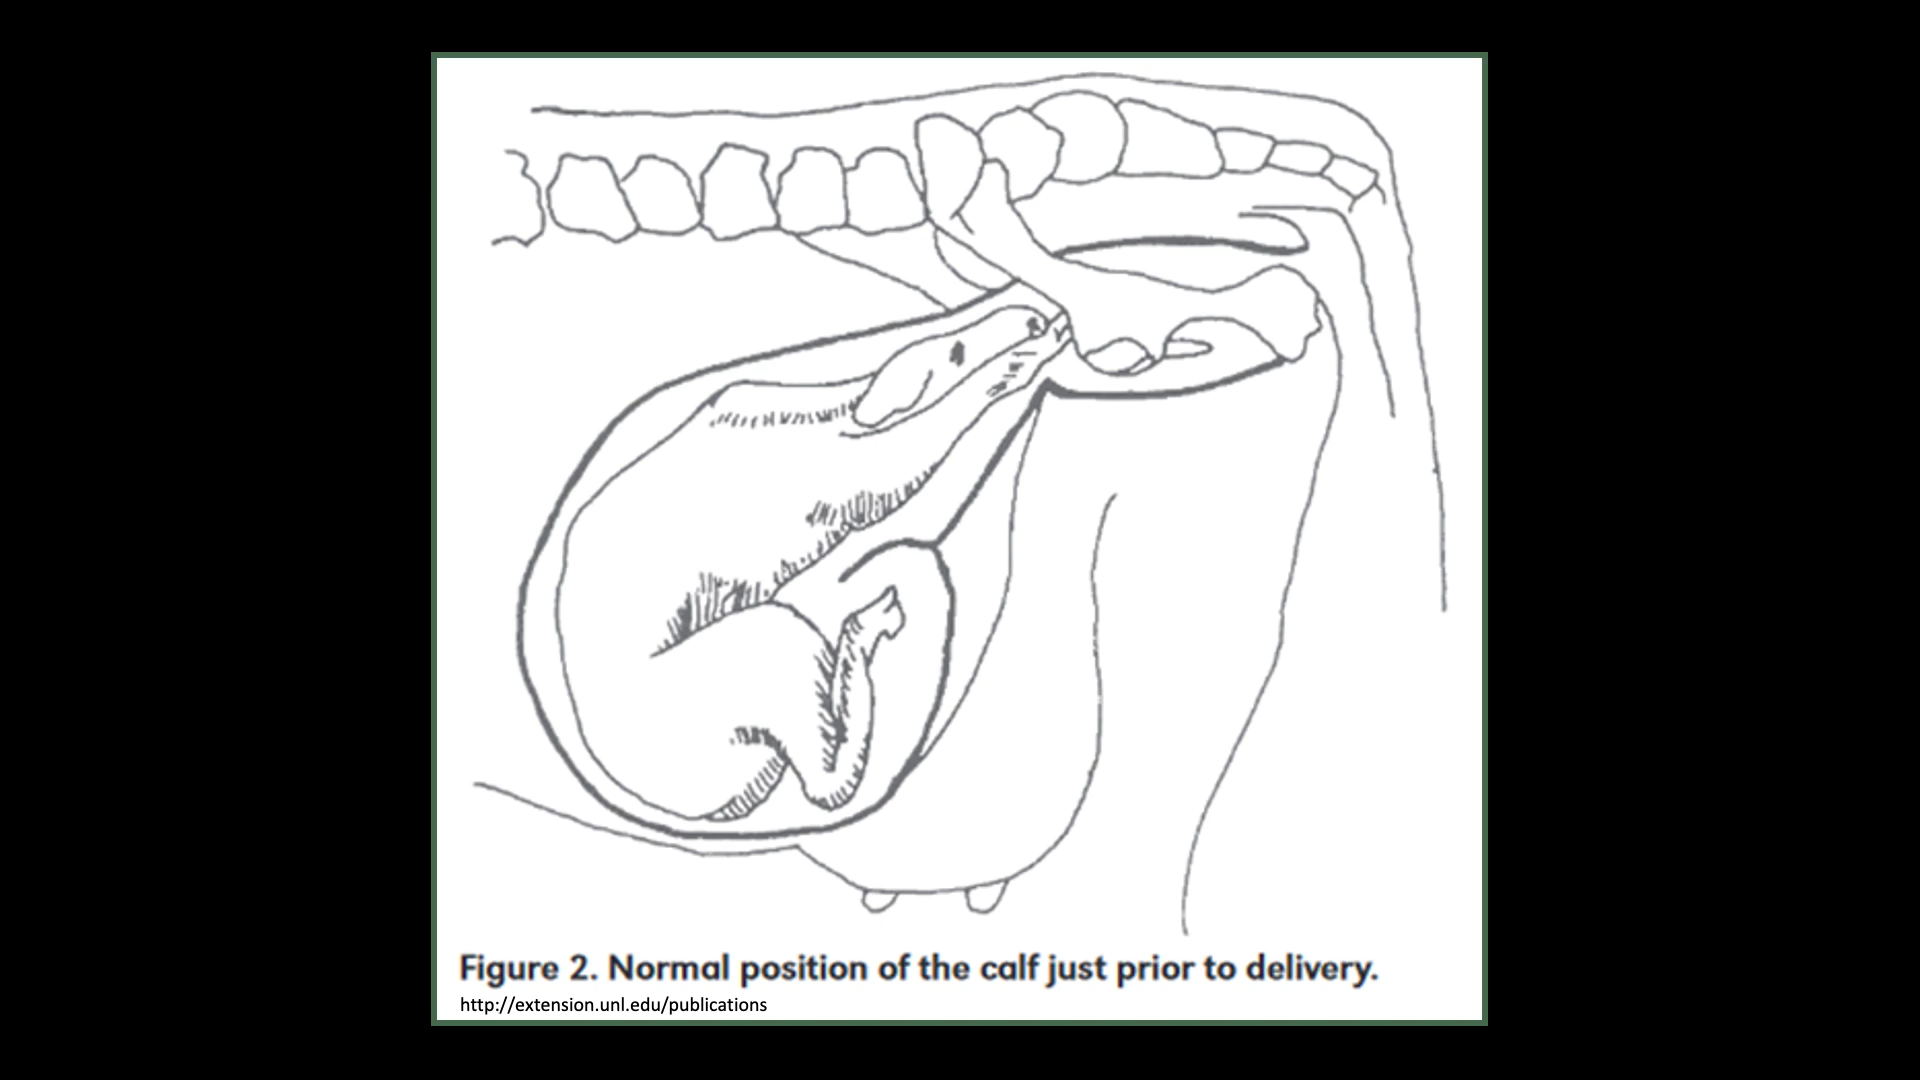 Figure 2. Normal position of the calf just prior to delivery.
http://extension.unl.edu/publications